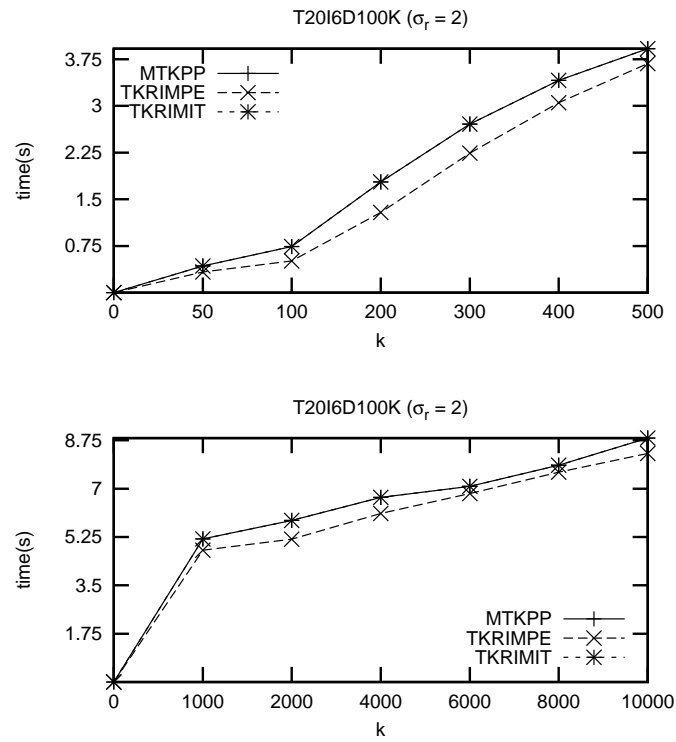 T20I6D100K (σr = 2)
3.75
3
2.25
1.5
0.75
time(s)
MTKPP
TKRIMPE
TKRIMIT
0 50 100 200 300 400 500
k
T20I6D100K (σr = 2)
8.75
7
5.25
3.5
1.75
time(s)
MTKPP
TKRIMPE
TKRIMIT
0 1000 2000 4000 6000 8000 10000
k